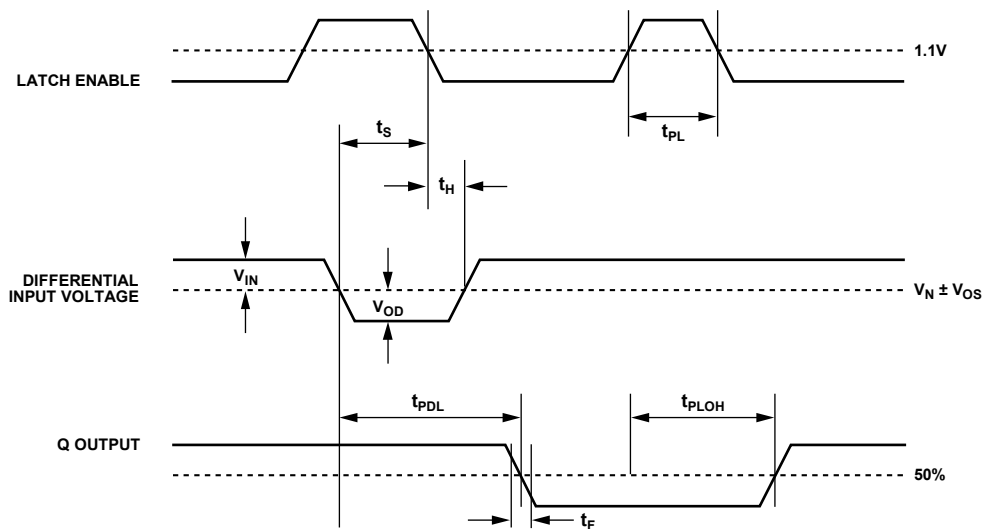 1.1V
LATCH ENABLE
tS
tPL
tH
VIN
DIFFERENTIAL
INPUT VOLTAGE
VN ± VOS
VOD
tPDL
tPLOH
Q OUTPUT
50%
tF